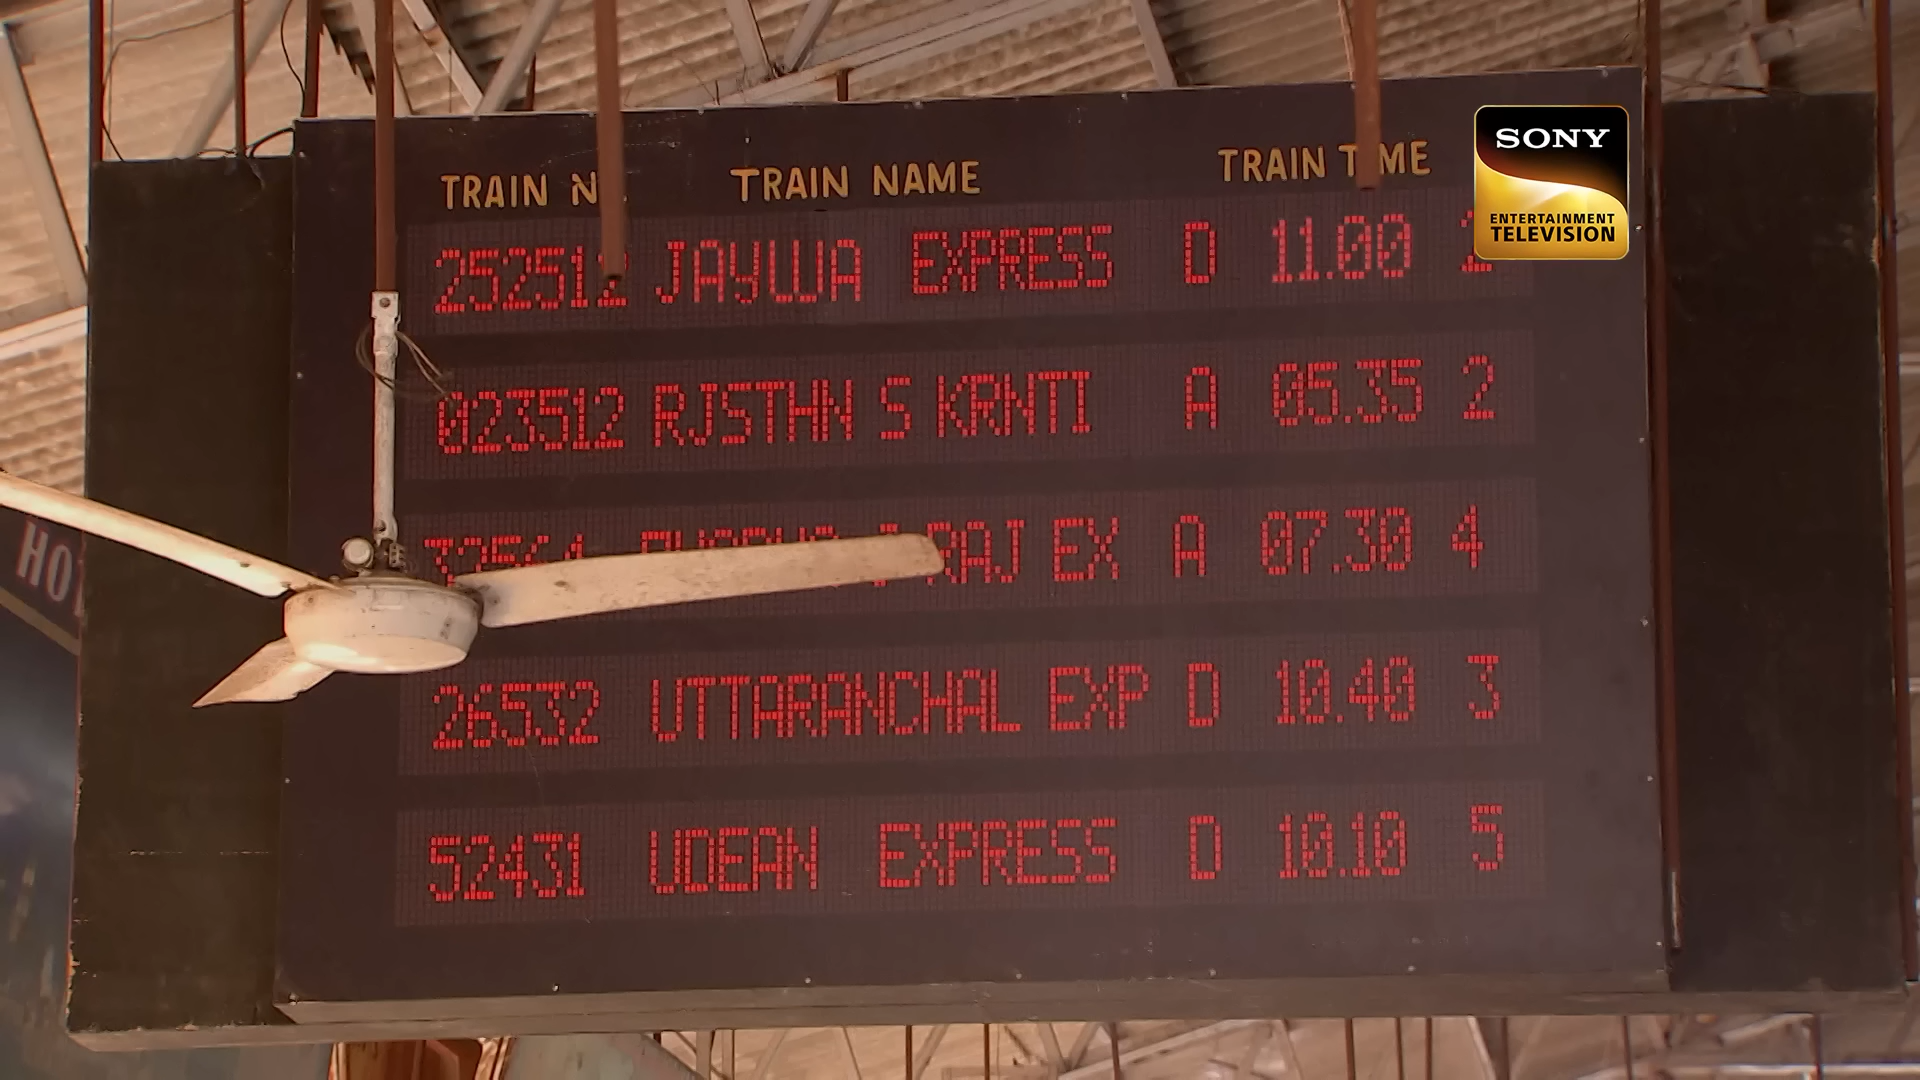 TRAIN N TRAIN NAME TRAIN TIME
252512 JAYWA EXPRESS D 11.00
023512 RJSTHN S KRNTI A 05.35 2
RAJ EX A 07.30 4
26532 UTTARANCHAL EXP D 10.40 3
52431 UDEAN EXPRESS D 10.10 5
SONY
ENTERTAINMENT
TELEVISION